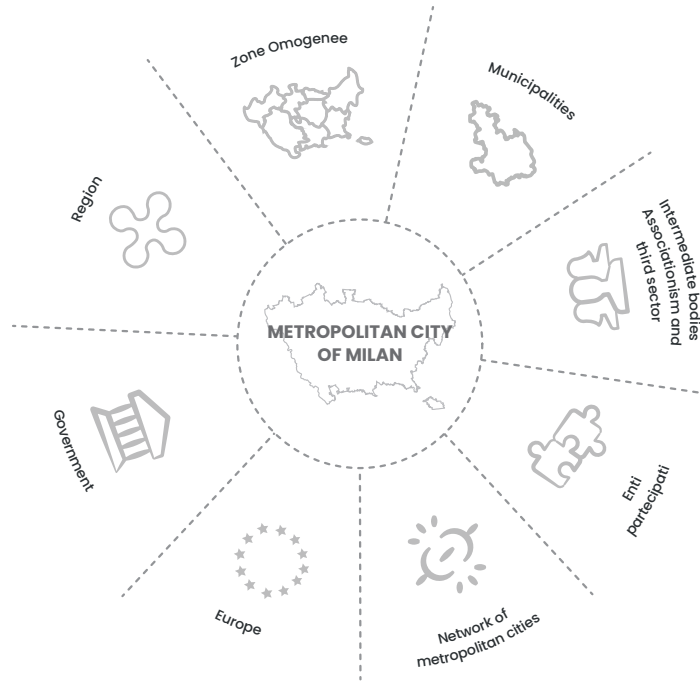 Zone Omogenee
Municipalities
Intermediate bodies
Associationism and
third sector
Enti
partecipati
Network of
metropolitan cities
Europe
Government
Region
METROPOLITAN CITY
OF MILAN